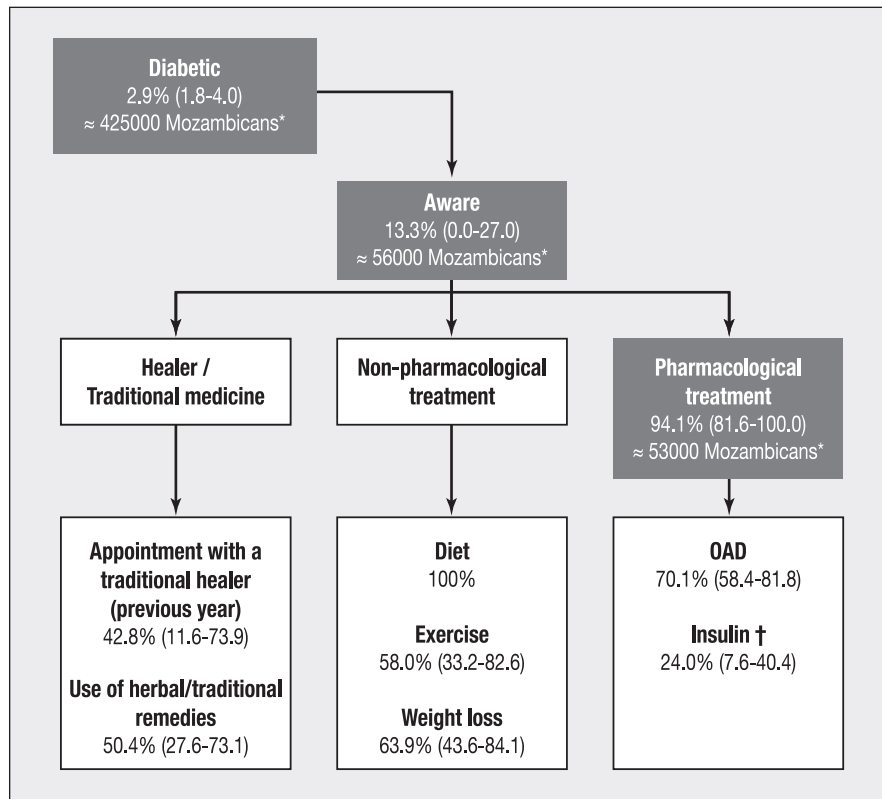 Diabetic
2.9% (1.8-4.0)
≈ 425000 Mozambicans*
Aware
13.3% (0.0-27.0)
≈ 56000 Mozambicans*
Healer /
Traditional medicine
Non-pharmacological
treatment
Pharmacological
treatment
94.1% (81.6-100.0)
≈ 53000 Mozambicans*
Appointment with a
traditional healer
(previous year)
42.8% (11.6-73.9)
Use of herbal/traditional
remedies
50.4% (27.6-73.1)
Diet
100%
Exercise
58.0% (33.2-82.6)
Weight loss
63.9% (43.6-84.1)
OAD
70.1% (58.4-81.8)
Insulin †
24.0% (7.6-40.4)